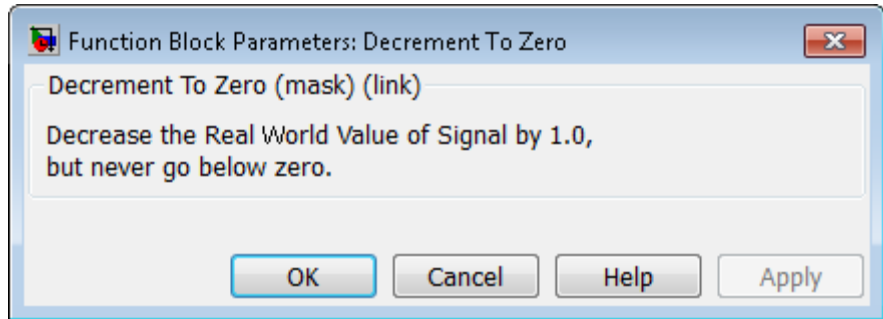 Function Block Parameters: Decrement To Zero
Decrement To Zero (mask) (link)
Decrease the Real World Value of Signal by 1.0,
but never go below zero.
OK Cancel Help Apply